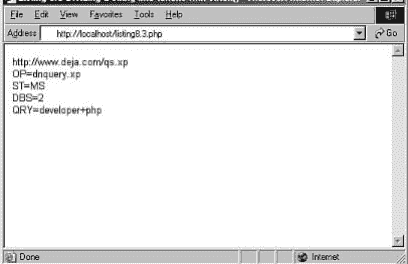 File Edit View Favorites Tools Help
Address http://localhost/listing8.3.php Go
http://www.deja.com/qs.xp
OP=dnquery.xp
ST=MS
DBS=2
QRY=developer+php
Done Internet